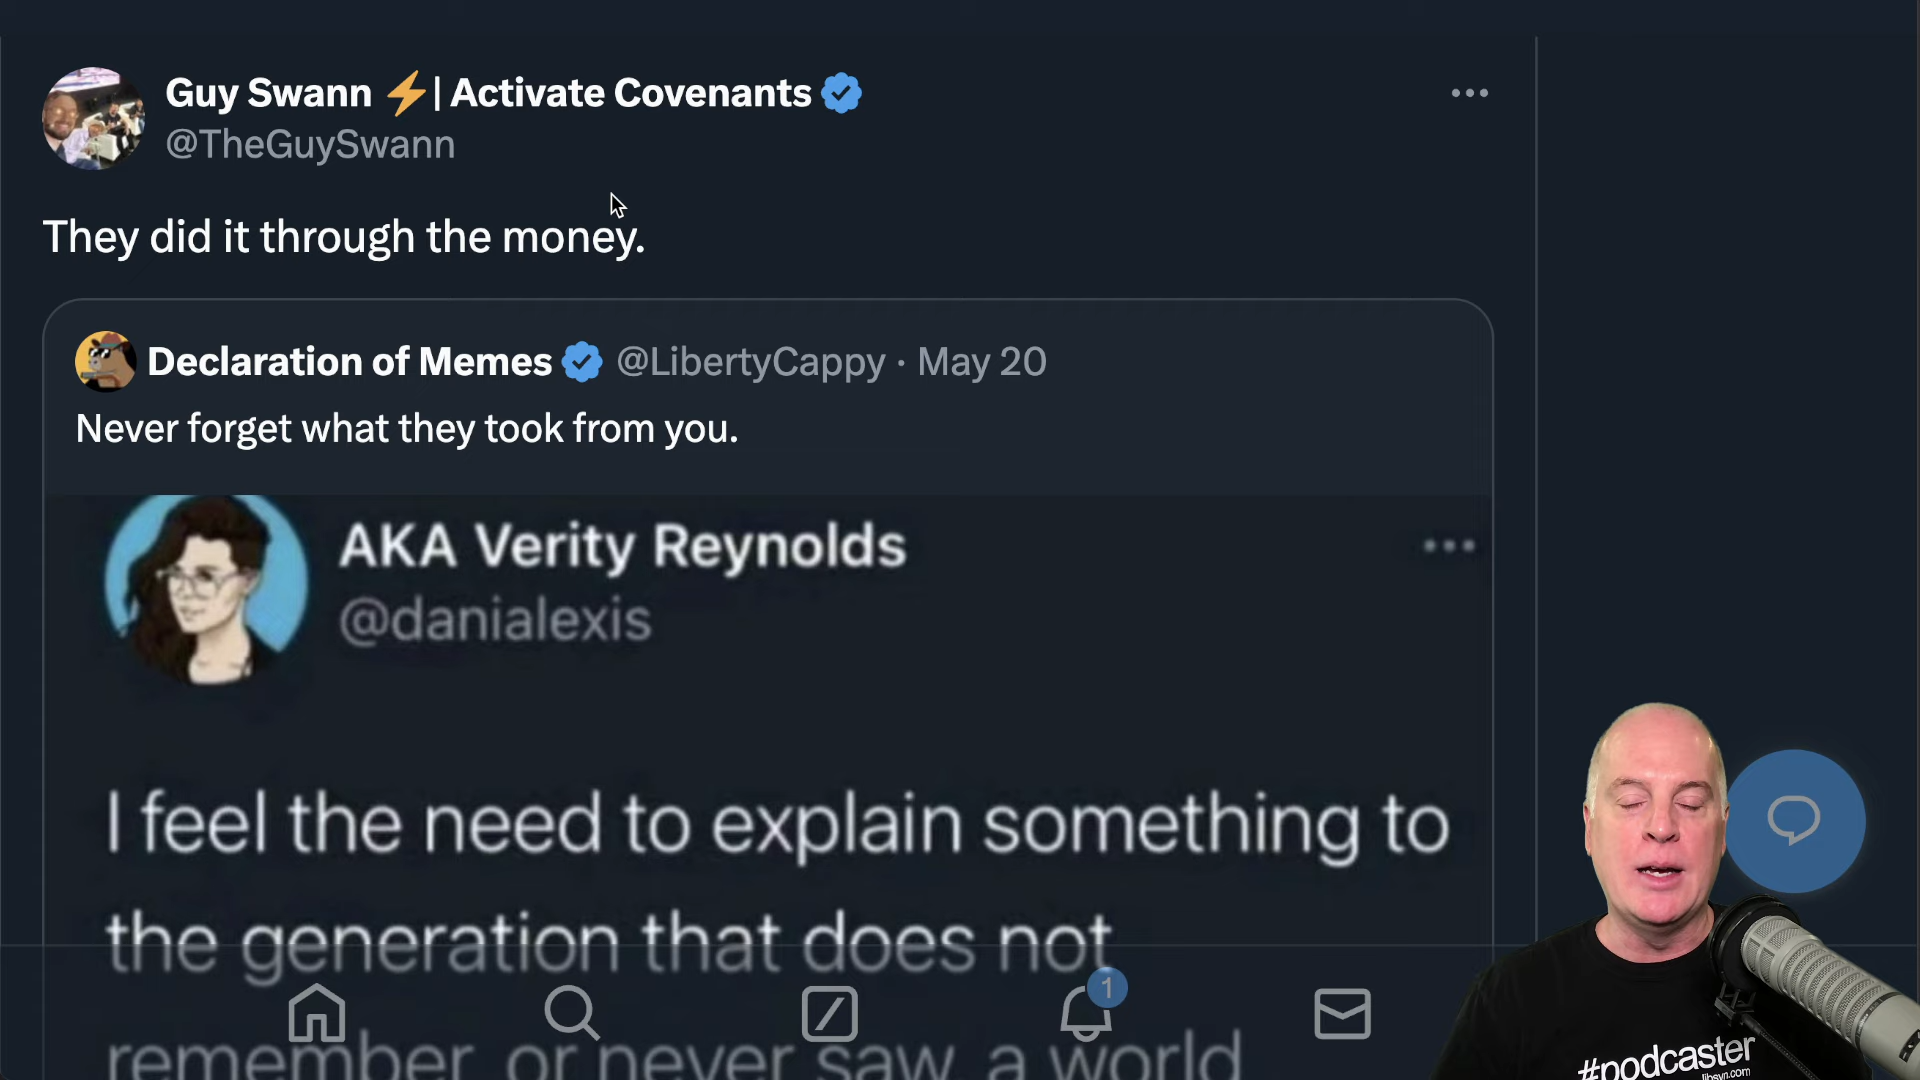 Guy Swann ⚡| Activate Covenants
@TheGuySwann
They did it through the money.
Declaration of Memes @LibertyCappy · May 20
Never forget what they took from you.
AKA Verity Reynolds
@danialexis
I feel the need to explain something to
the generation that does not
1
remember, or never saw, a world
#podcaster
libsyn.com